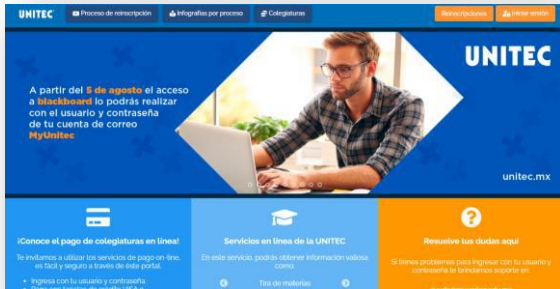 UNITEC
Proceso de reinscripción
Infografías por proceso
Colegiaturas
Reinscripciones
Iniciar sesión
UNITEC
A partir del 5 de agosto el acceso
a blackboard lo podrás realizar
con el usuario y contraseña
de tu cuenta de correo
MyUnitec
unitec.mx
¡Conoce el pago de colegiaturas en línea!
Te invitamos a utilizar los servicios de pago on-line,
es fácil y seguro a través de este portal.
• Ingresa con tu usuario y contraseña
Servicios en línea de la UNITEC
En este servicio, podrás obtener información valiosa
como:
Tira de materias
Resuelve tus dudas aquí
Si tienes problemas para ingresar con tu usuario y
contraseña te brindamos soporte en: